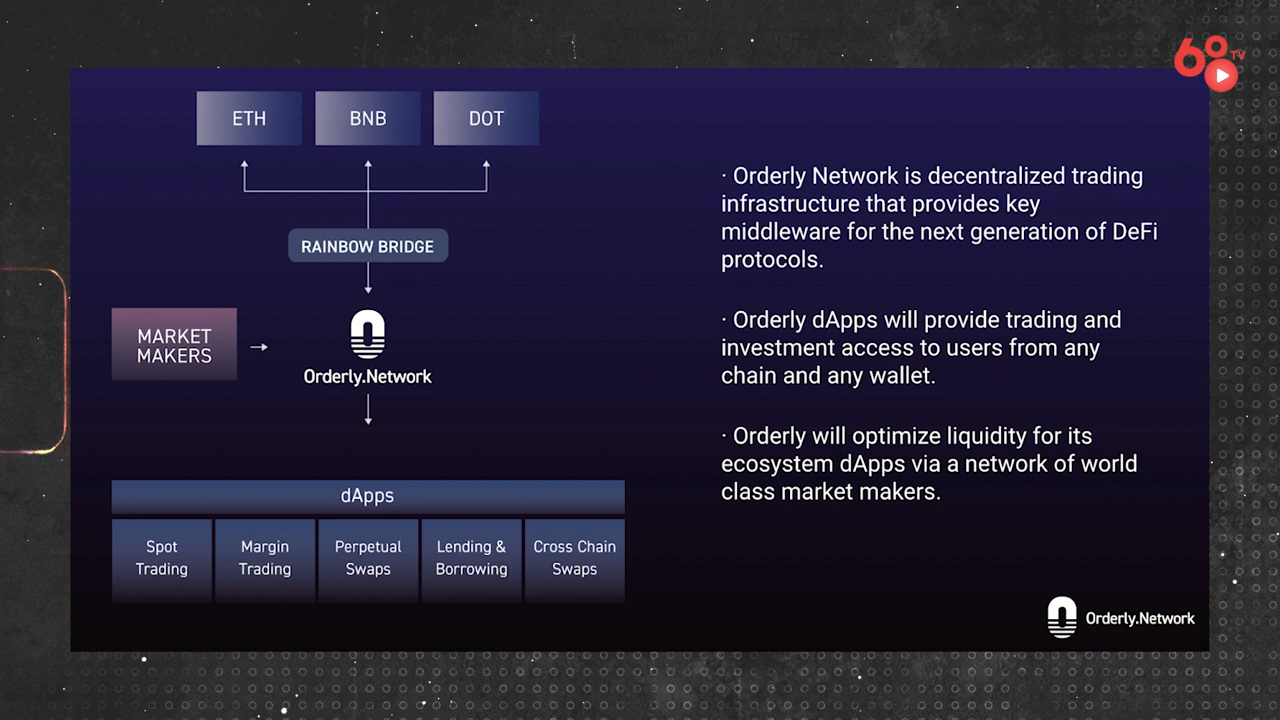 6
TV
ETH
BNB
DOT
RAINBOW BRIDGE
MARKET
MAKERS
Orderly.Network
dApps
Spot
Trading
Margin
Trading
Perpetual
Swaps
Lending &
Borrowing
Cross Chain
Swaps
· Orderly Network is decentralized trading
infrastructure that provides key
middleware for the next generation of DeFi
protocols.
· Orderly dApps will provide trading and
investment access to users from any
chain and any wallet.
· Orderly will optimize liquidity for its
ecosystem dApps via a network of world
class market makers.
Orderly.Network